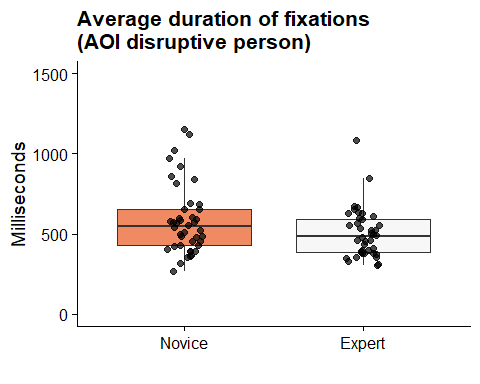 Average duration of fixations
(AOI disruptive person)
1500
1000
500
0
Milliseconds
Novice
Expert